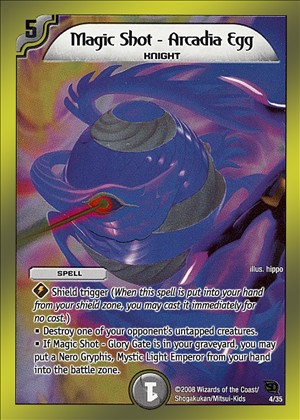 5
Magic Shot - Arcadia Egg
KNIGHT
illus. hippo
SPELL
Shield trigger (When this spell is put into your hand
from your shield zone, you may cast it immediately for
no cost.)
▪ Destroy one of your opponent's untapped creatures.
▪ If Magic Shot - Glory Gate is in your graveyard, you may
put a Nero Gryphis, Mystic Light Emperor from your hand
into the battle zone.
1
©2008 Wizards of the Coast/
Shogakukan/Mitsui-Kids
4/35